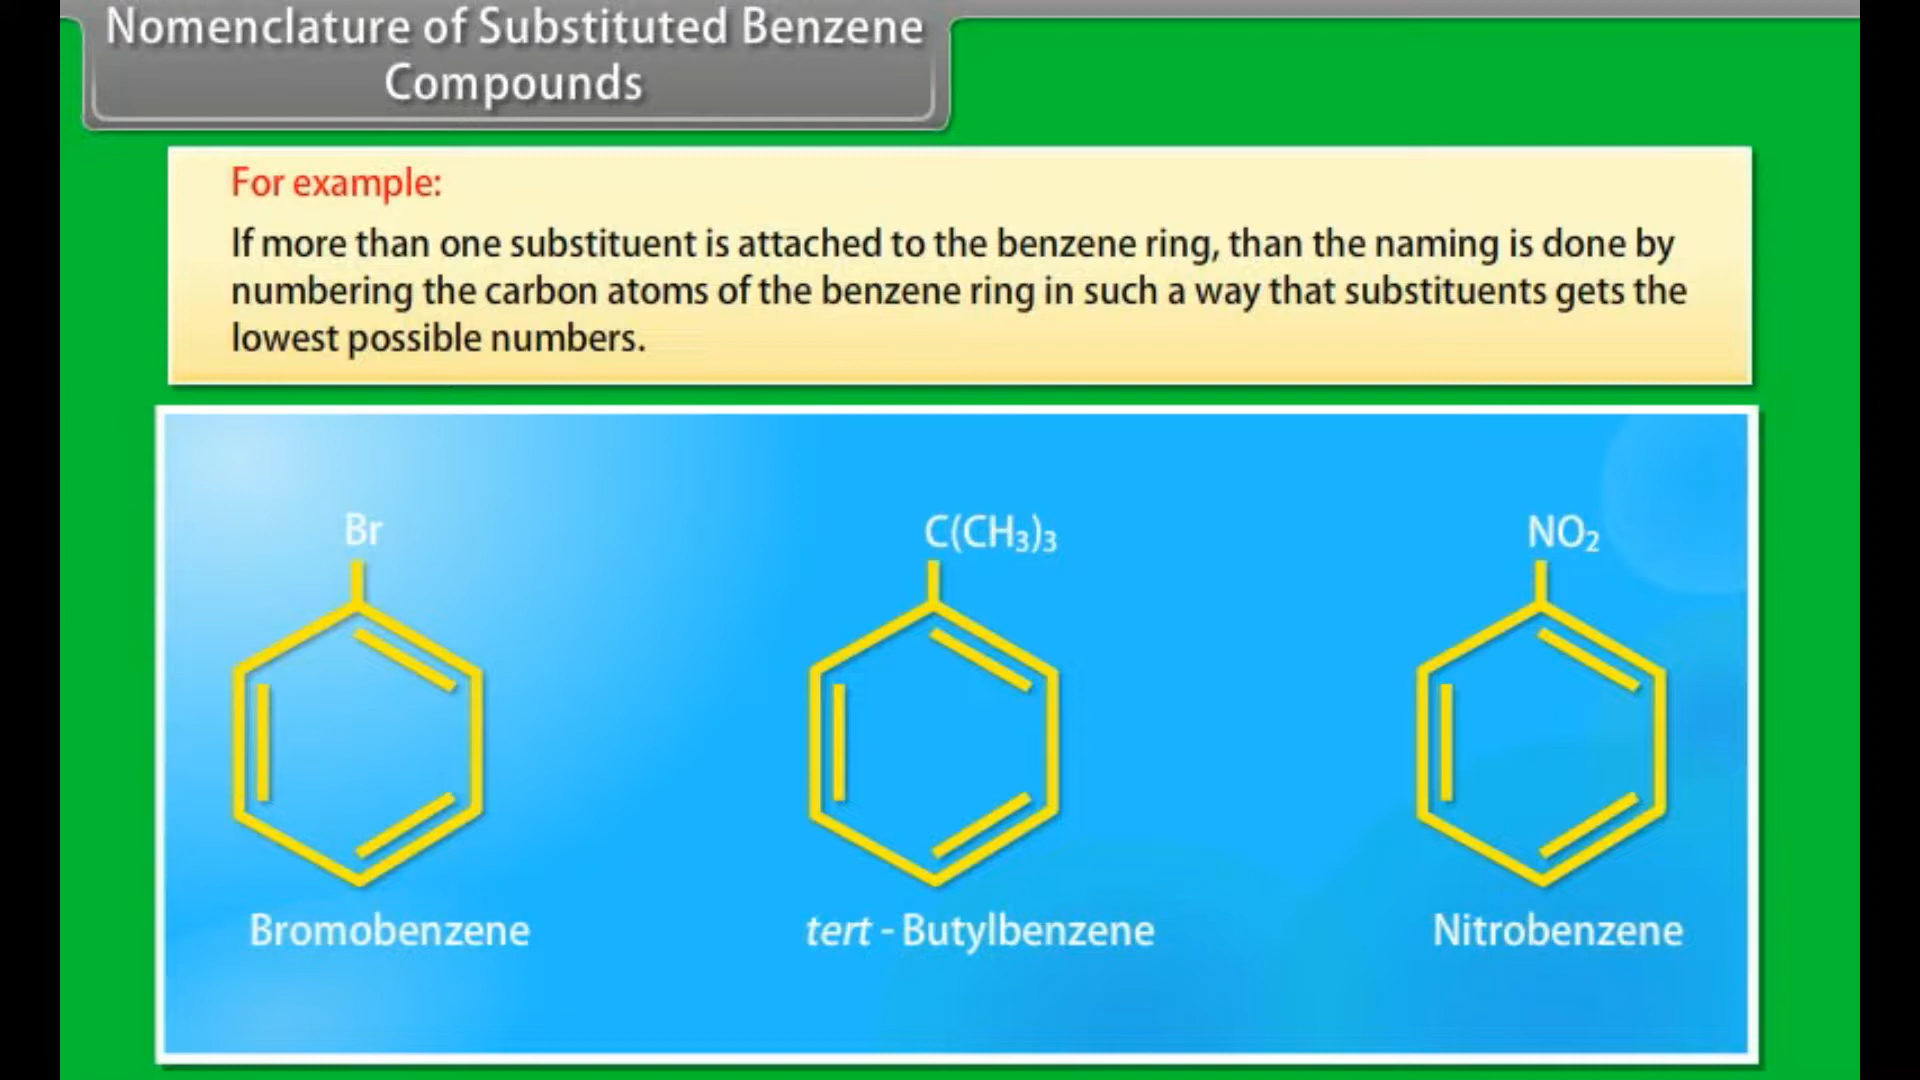 Nomenclature of Substituted Benzene
Compounds
For example:
If more than one substituent is attached to the benzene ring, than the naming is done by
numbering the carbon atoms of the benzene ring in such a way that substituents gets the
lowest possible numbers.
Br
C(CH₃)₃
NO₂
Bromobenzene
tert - Butylbenzene
Nitrobenzene